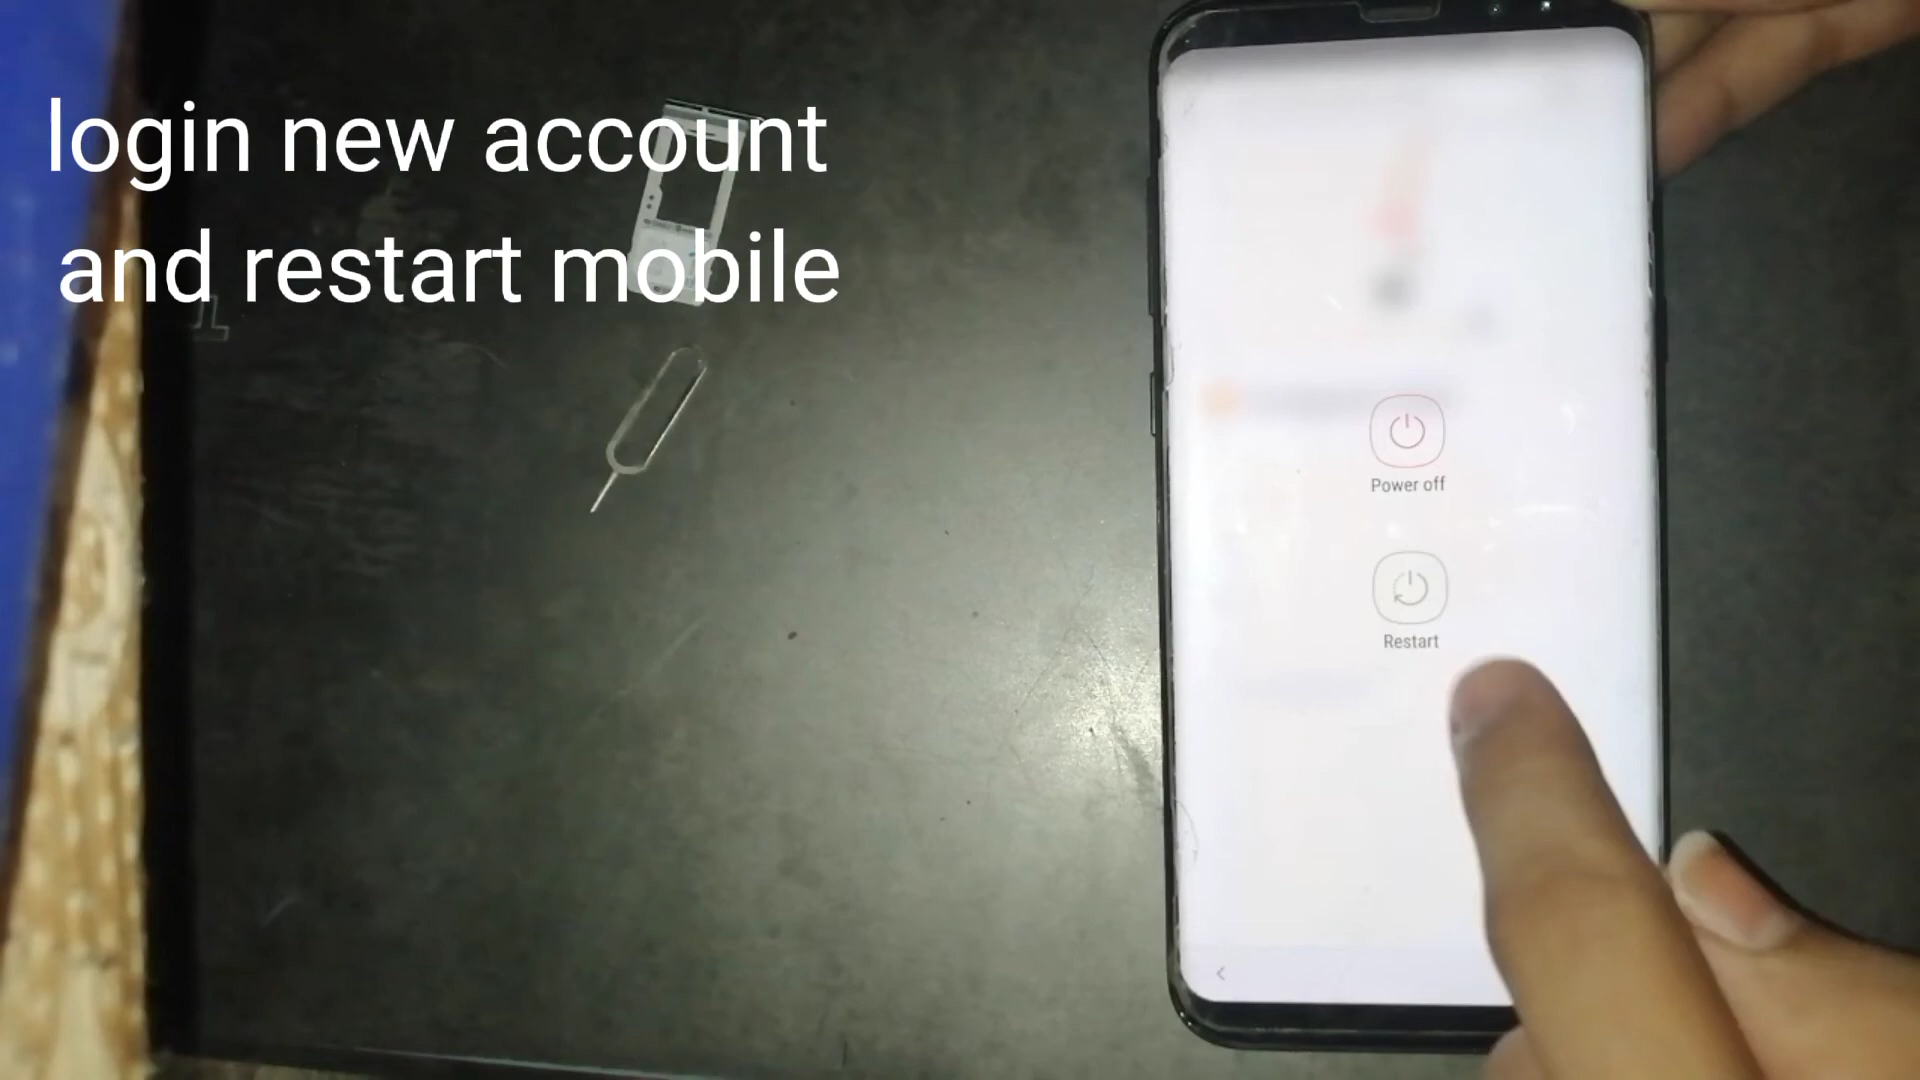 login new account
and restart mobile
Power off
Restart